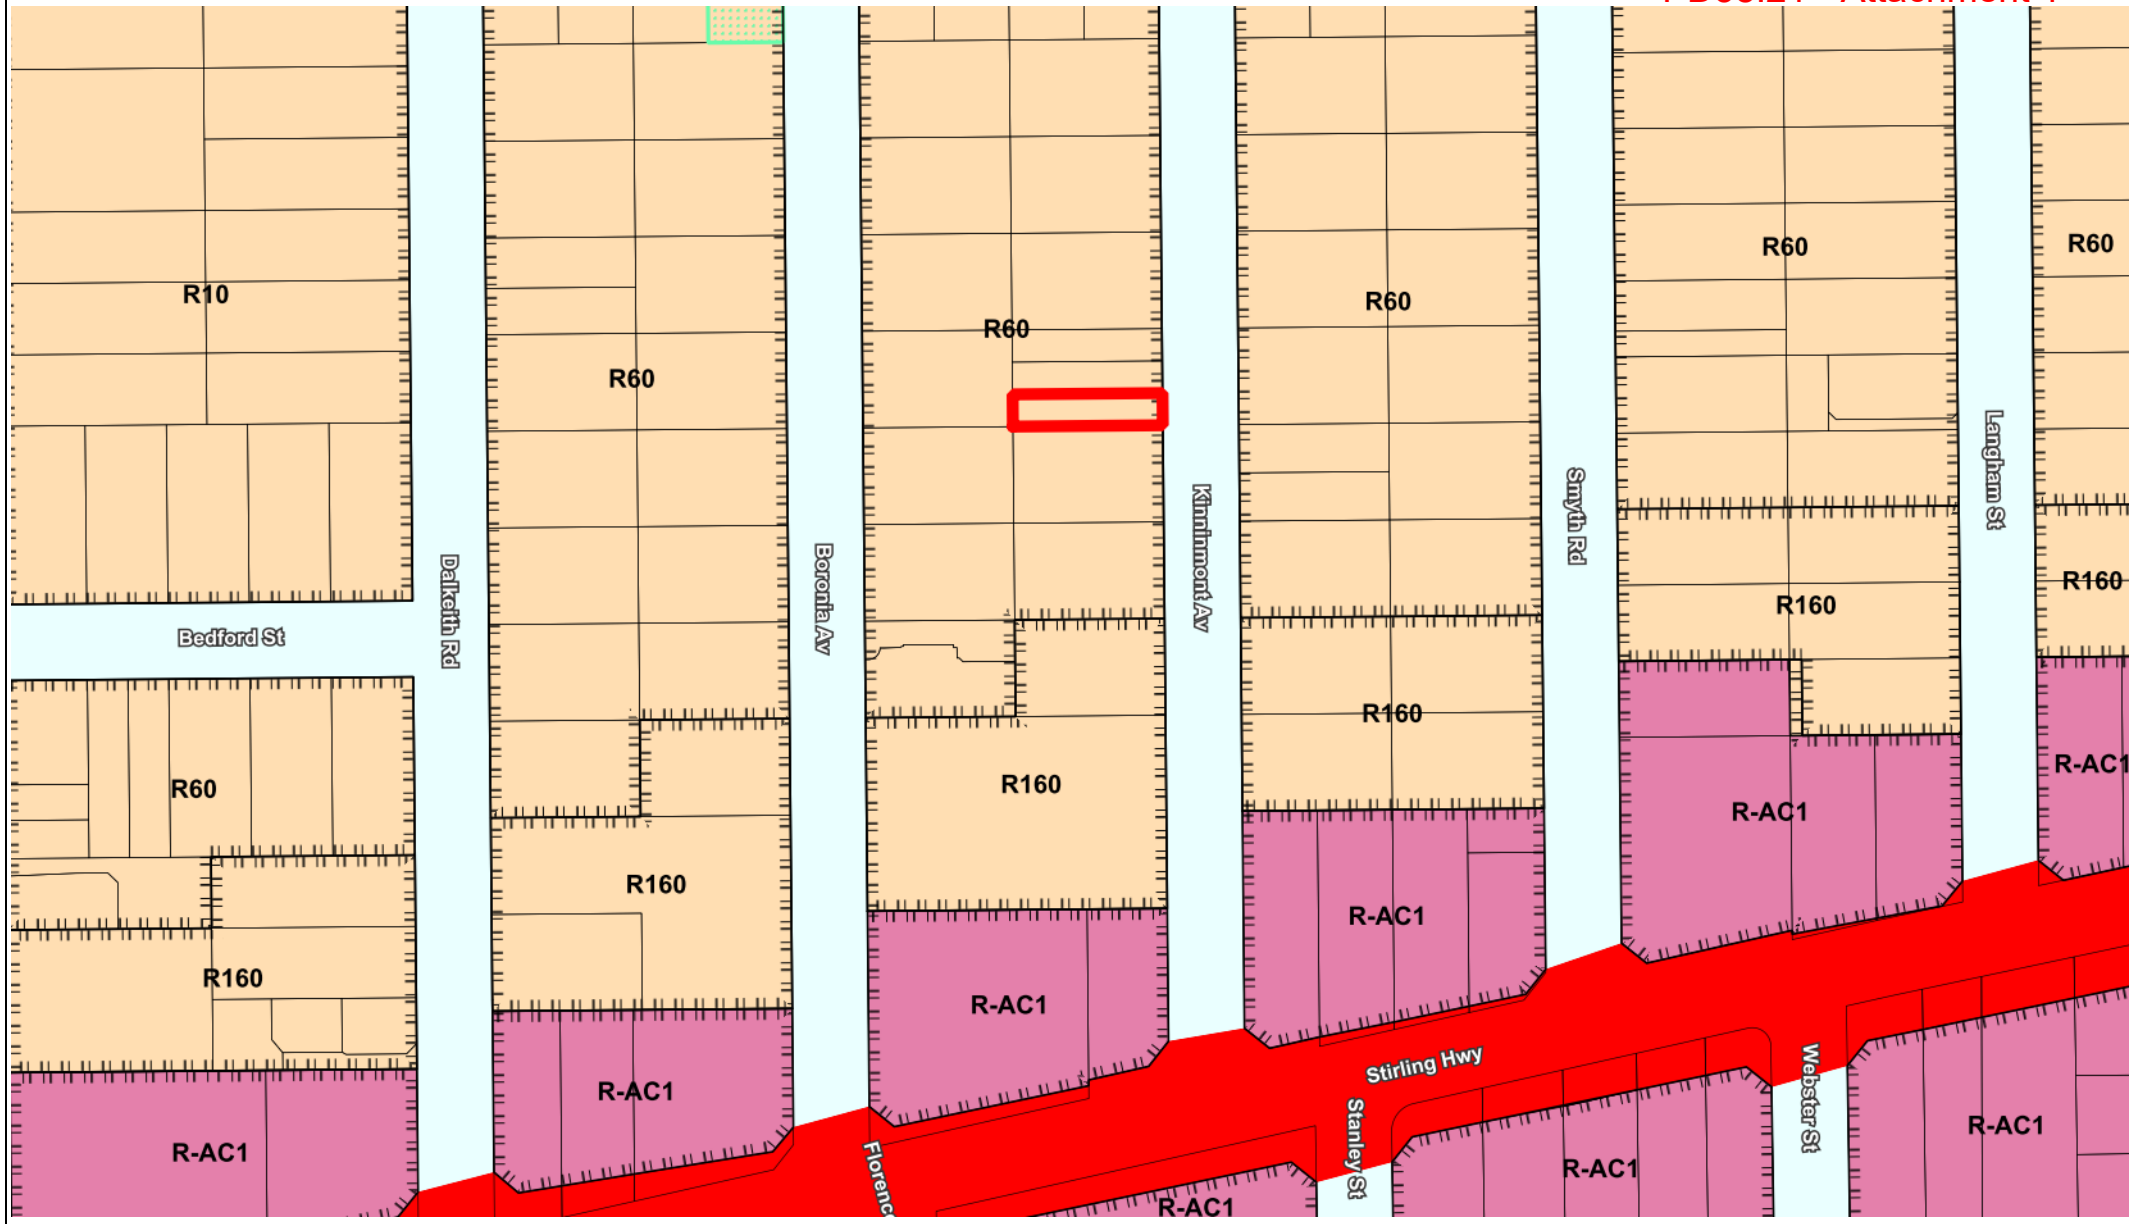 R60
R60
R10
R60
R60
R60
Langham St
Smyth Rd
Kinninmont Av
Boronia Av
Dalkeith Rd
Bedford St
R160
R160
R160
R60
R160
R160
R160
R-AC1
R-AC1
R-AC1
R-AC1
R-AC1
R-AC1
R-AC1
Stirling Hwy
Webster St
Stanley St
R-AC1
R-AC1
R-AC1